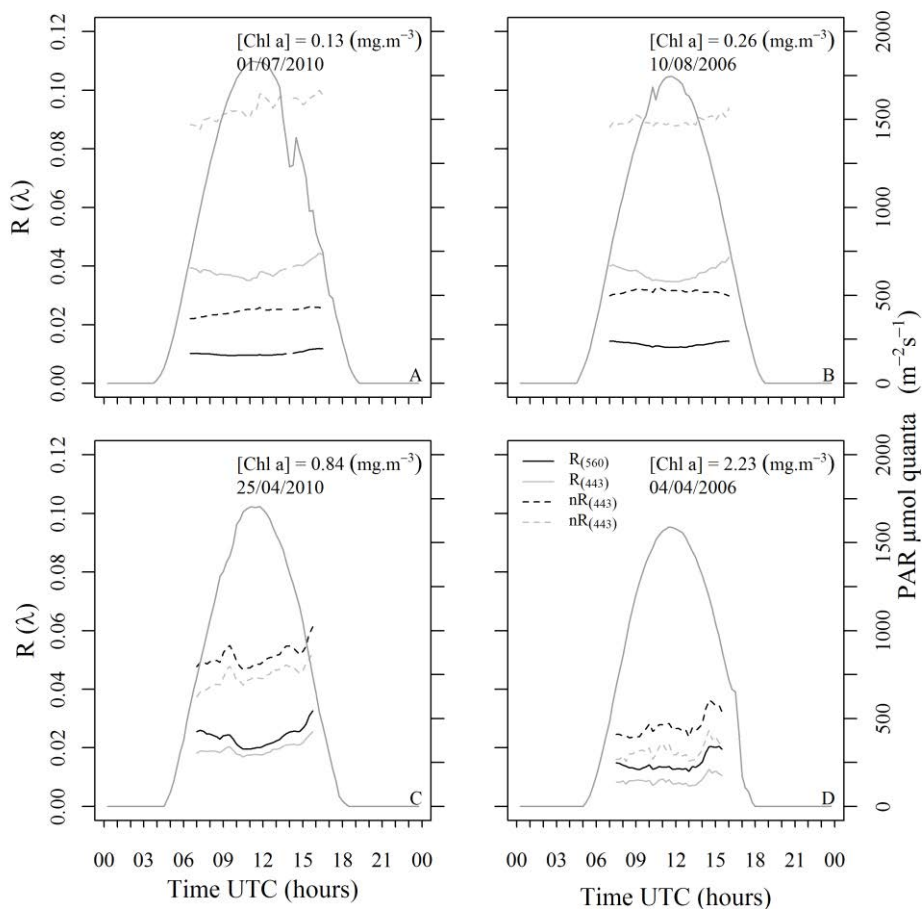 [Chl a] = 0.13 (mg.m⁻³)
01/07/2010
0.12
0.10
0.08
0.06
0.04
0.02
0.00
R (λ)
A
[Chl a] = 0.26 (mg.m⁻³)
10/08/2006
2000
1500
1000
500
0
B
[Chl a] = 0.84 (mg.m⁻³)
25/04/2010
0.12
0.10
0.08
0.06
0.04
0.02
0.00
R (λ)
C
R(560)
R(443)
nR(443)
nR(443)
[Chl a] = 2.23 (mg.m⁻³)
04/04/2006
2000
1500
1000
500
0
D
PAR μmol quanta (m⁻²s⁻¹)
00 03 06 09 12 15 18 21 00
Time UTC (hours)
00 03 06 09 12 15 18 21 00
Time UTC (hours)